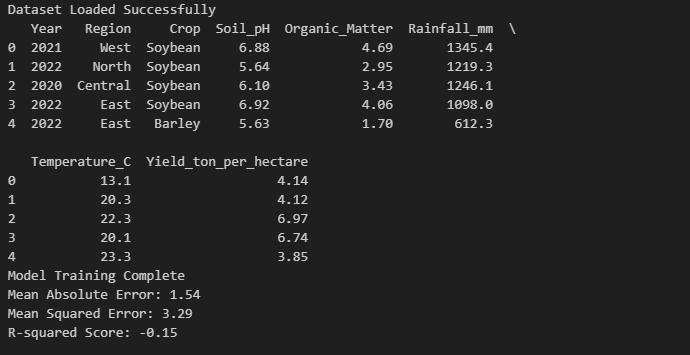 Dataset Loaded Successfully
   Year   Region     Crop  Soil_pH  Organic_Matter  Rainfall_mm  \
0  2021     West  Soybean     6.88            4.69       1345.4
1  2022    North  Soybean     5.64            2.95       1219.3
2  2020  Central  Soybean     6.10            3.43       1246.1
3  2022     East  Soybean     6.92            4.06       1098.0
4  2022     East   Barley     5.63            1.70        612.3
   Temperature_C  Yield_ton_per_hectare
0           13.1                   4.14
1           20.3                   4.12
2           22.3                   6.97
3           20.1                   6.74
4           23.3                   3.85
Model Training Complete
Mean Absolute Error: 1.54
Mean Squared Error: 3.29
R-squared Score: -0.15